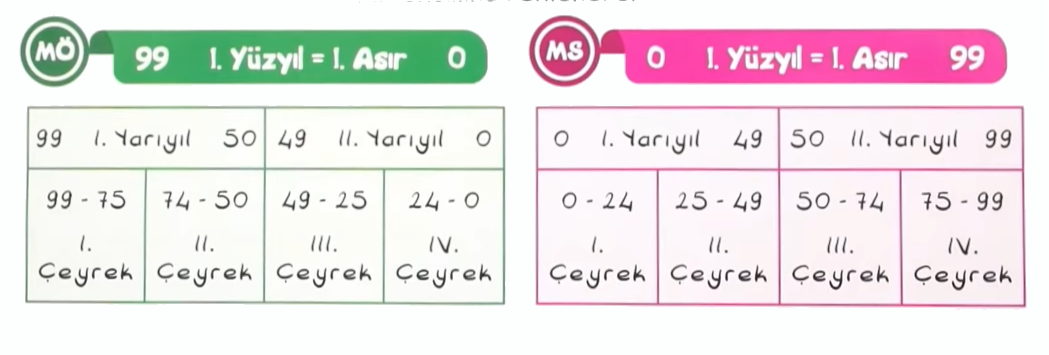 MÖ 99 I. Yüzyıl = I. Asır 0
99 I. Yarıyıl 50 49 II. Yarıyıl 0
99 - 75 74 - 50 49 - 25 24 - 0
I. II. III. IV.
Çeyrek Çeyrek Çeyrek Çeyrek
MS 0 I. Yüzyıl = I. Asır 99
0 I. Yarıyıl 49 50 II. Yarıyıl 99
0 - 24 25 - 49 50 - 74 75 - 99
I. II. III. IV.
Çeyrek Çeyrek Çeyrek Çeyrek